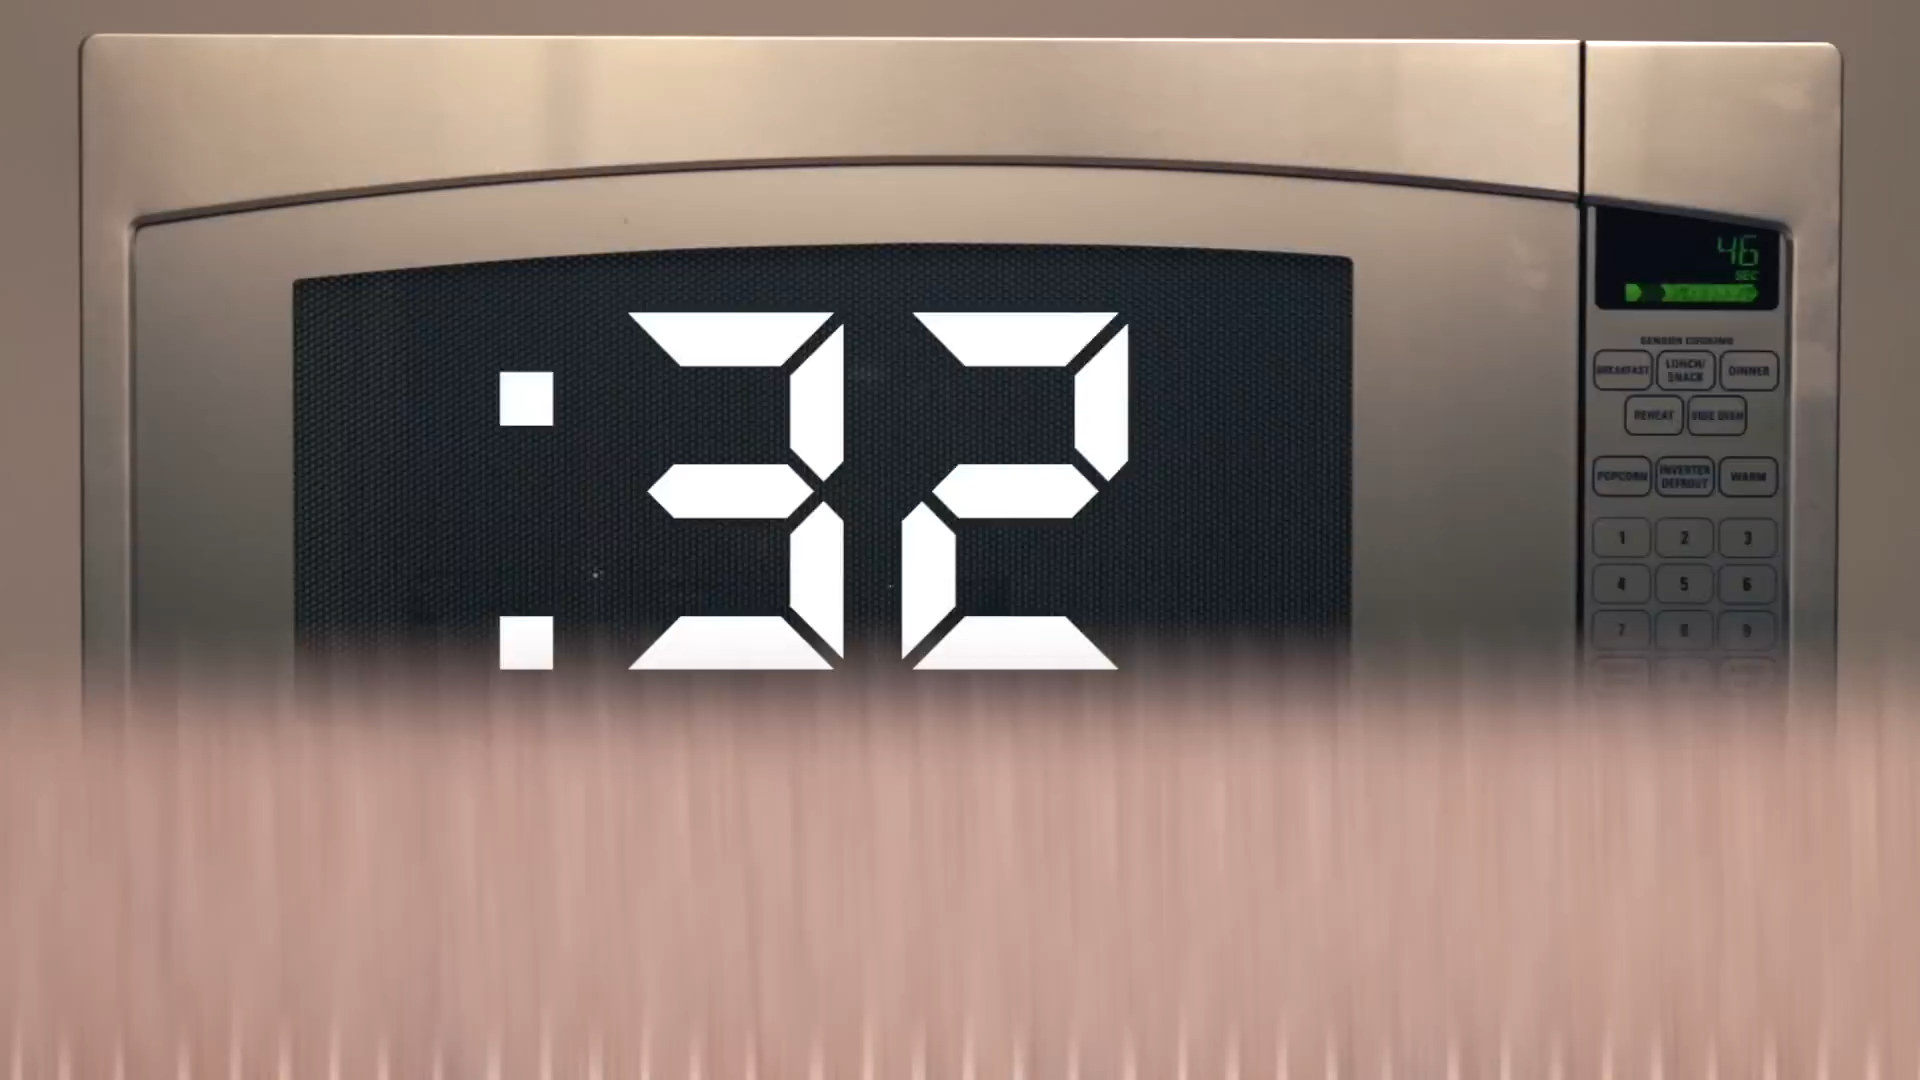 :32
46
SEC
SENSOR COOKING
BREAKFAST
LUNCH/
SNACK
DINNER
REHEAT
SIDE DISH
POPCORN
INVERTER
DEFROST
WARM
1
2
3
4
5
6
7
8
9